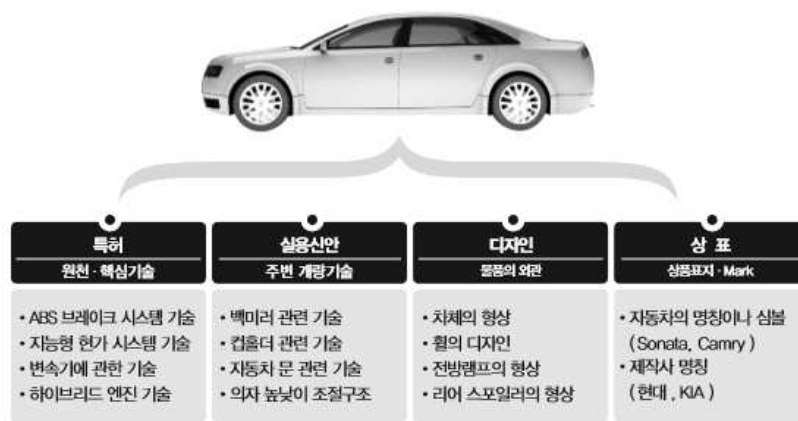 특허
원천 · 핵심기술
• ABS 브레이크 시스템 기술
• 지능형 현가 시스템 기술
• 변속기에 관한 기술
• 하이브리드 엔진 기술
실용신안
주변 개량기술
• 백미러 관련 기술
• 컵홀더 관련 기술
• 자동차 문 관련 기술
• 의자 높낮이 조절구조
디자인
물품의 외관
• 차체의 형상
• 휠의 디자인
• 전방램프의 형상
• 리어 스포일러의 형상
상 표
상품표지 · Mark
• 자동차의 명칭이나 심볼
( Sonata, Camry )
• 제작사 명칭
( 현대 , KIA )